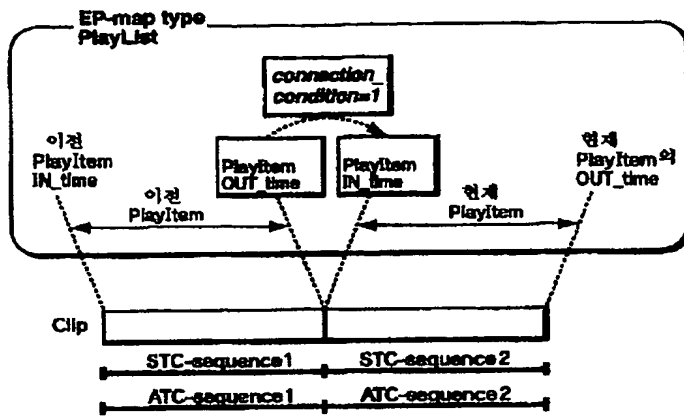 EP-map type
PlayList
connection_
condition=1
이전
PlayItem
IN_time
PlayItem
OUT_time
PlayItem
IN_time
현재
PlayItem의
OUT_time
이전
PlayItem
현재
PlayItem
Clip
STC-sequence1
STC-sequence2
ATC-sequence1
ATC-sequence2